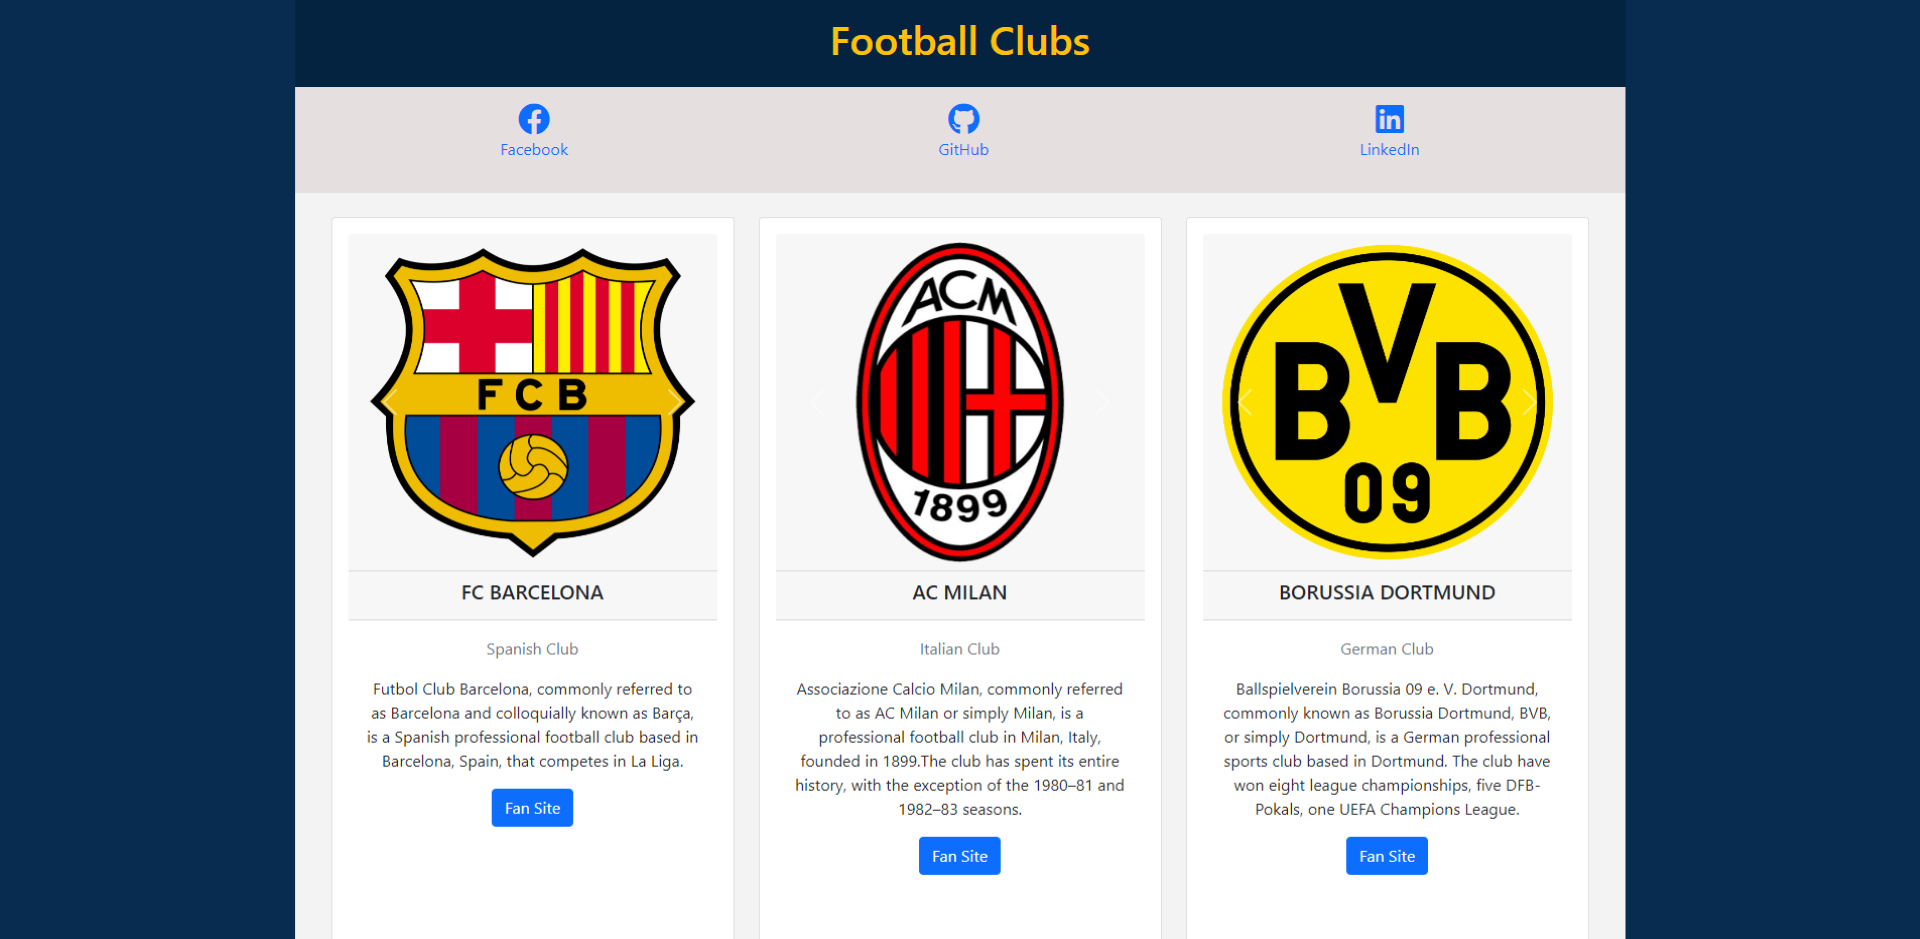 Football Clubs
Facebook
GitHub
LinkedIn
FCB
ACM
1899
BVB
09
FC BARCELONA
Spanish Club
Futbol Club Barcelona, commonly referred to
as Barcelona and colloquially known as Barça,
is a Spanish professional football club based in
Barcelona, Spain, that competes in La Liga.
Fan Site
AC MILAN
Italian Club
Associazione Calcio Milan, commonly referred
to as AC Milan or simply Milan, is a
professional football club in Milan, Italy,
founded in 1899.The club has spent its entire
history, with the exception of the 1980–81 and
1982–83 seasons.
Fan Site
BORUSSIA DORTMUND
German Club
Ballspielverein Borussia 09 e. V. Dortmund,
commonly known as Borussia Dortmund, BVB,
or simply Dortmund, is a German professional
sports club based in Dortmund. The club have
won eight league championships, five DFB-
Pokals, one UEFA Champions League.
Fan Site